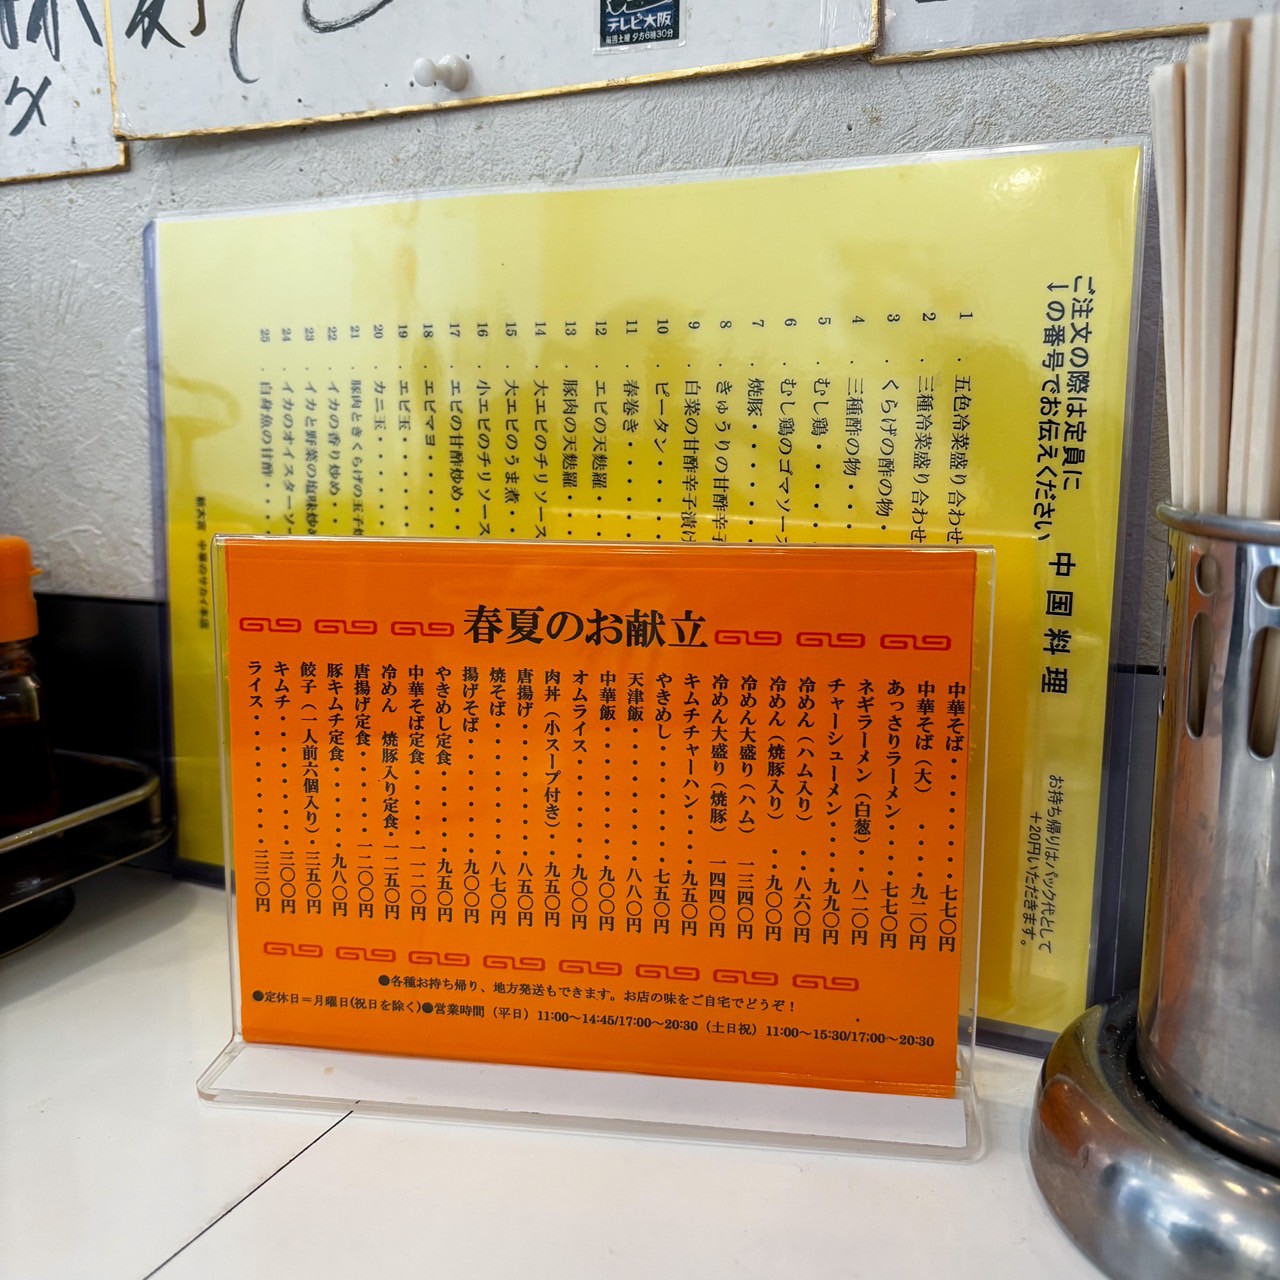 テレビ大阪
毎週土曜 夕方6時30分
ご注文の際は定員に
↓の番号でお伝えください
中国料理
お持ち帰りはパック代として
+20円いただきます。
1 . 五色冷菜盛り合わせ
2 . 三種冷菜盛り合わせ
3 . くらげの酢の物・
4 . 三種酢の物・・
5 . むし鶏・・・・
6 . むし鶏のゴマソー
7 . 焼豚・・・・・
8 . きゅうりの甘酢辛子
9 . 白菜の甘酢辛子漬け
10 . ピータン・・・
11 . 春巻き・・・・
12 . エビの天麩羅・・
13 . 豚肉の天麩羅・・
14 . 大エビのチリソース
15 . 大エビのうま煮・・
16 . 小エビのチリソース
17 . エビの甘酢炒め・・
18 . エビマヨ・・・・
19 . エビ玉・・・・・
20 . カニ玉・・・・・
21 . 豚肉ときくらげの玉子
22 . イカの香り炒め・・
23 . イカと野菜の塩味炒め
24 . イカのオイスターソー
25 . 白身魚の甘酢・・・
春夏のお献立
中華そば・・・・・・七七〇円
中華そば（大）・・・九二〇円
あっさりラーメン・・・七七〇円
ネギラーメン（白葱）・・八二〇円
チャーシューメン・・・九九〇円
冷めん（ハム入り）・・八六〇円
冷めん（焼豚入り）・・九〇〇円
冷めん大盛り（ハム）一三四〇円
冷めん大盛り（焼豚）一四四〇円
キムチチャーハン・・・九五〇円
やきめし・・・・・・七五〇円
天津飯・・・・・・・八八〇円
中華飯・・・・・・・九〇〇円
オムライス・・・・・九〇〇円
肉丼（小スープ付き）・・九五〇円
唐揚げ・・・・・・・八五〇円
焼そば・・・・・・・八七〇円
揚げそば・・・・・・九〇〇円
やきめし定食・・・・九五〇円
中華そば定食・・・一一二〇円
冷めん 焼豚入り定食・一二五〇円
唐揚げ定食・・・・一二〇〇円
豚キムチ定食・・・・九八〇円
餃子（一人前六個入り）・三五〇円
キムチ・・・・・・・三〇〇円
ライス・・・・・・・二三〇円
●各種お持ち帰り、地方発送もできます。お店の味をご自宅でどうぞ！
●定休日＝月曜日(祝日を除く)●営業時間（平日）11:00〜14:45/17:00〜20:30（土日祝）11:00〜15:30/17:00〜20:30